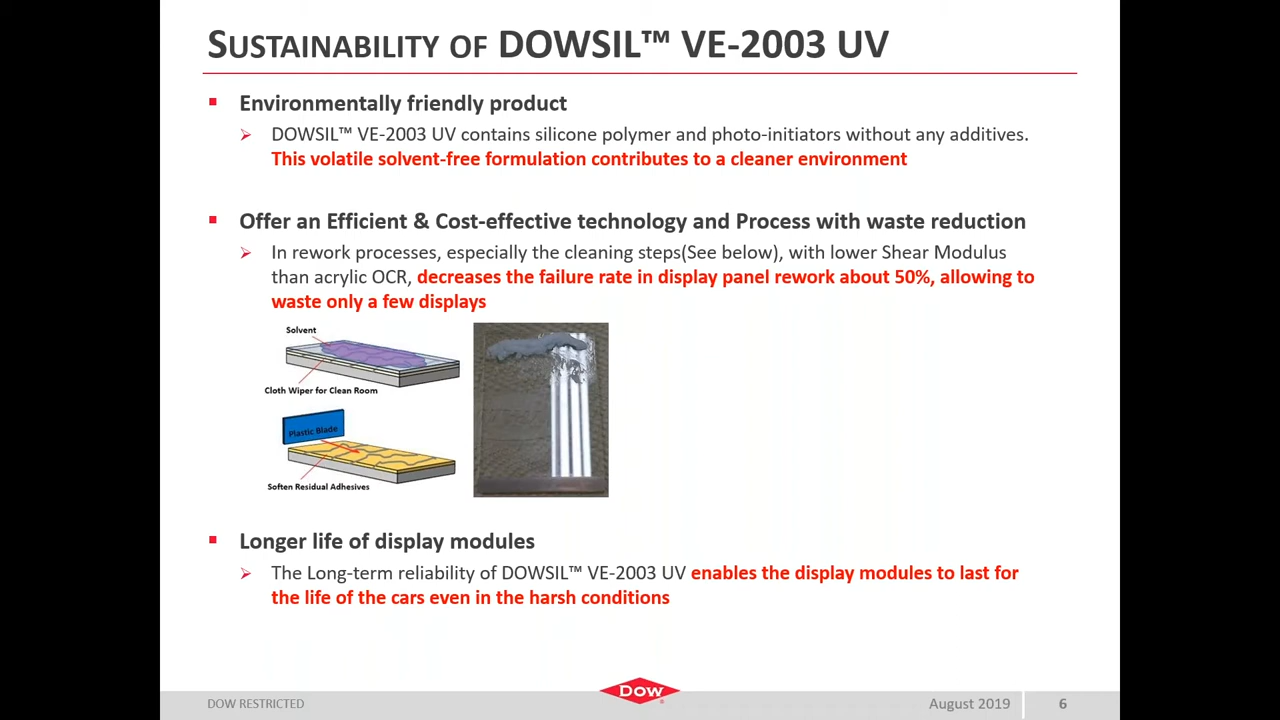 SUSTAINABILITY OF DOWSIL™ VE-2003 UV
Environmentally friendly product
DOWSIL™ VE-2003 UV contains silicone polymer and photo-initiators without any additives.
This volatile solvent-free formulation contributes to a cleaner environment
Offer an Efficient & Cost-effective technology and Process with waste reduction
In rework processes, especially the cleaning steps(See below), with lower Shear Modulus
than acrylic OCR, decreases the failure rate in display panel rework about 50%, allowing to
waste only a few displays
Solvent
Cloth Wiper for Clean Room
Plastic Blade
Soften Residual Adhesives
Longer life of display modules
The Long-term reliability of DOWSIL™ VE-2003 UV enables the display modules to last for
the life of the cars even in the harsh conditions
DOW RESTRICTED
Dow
August 2019
6